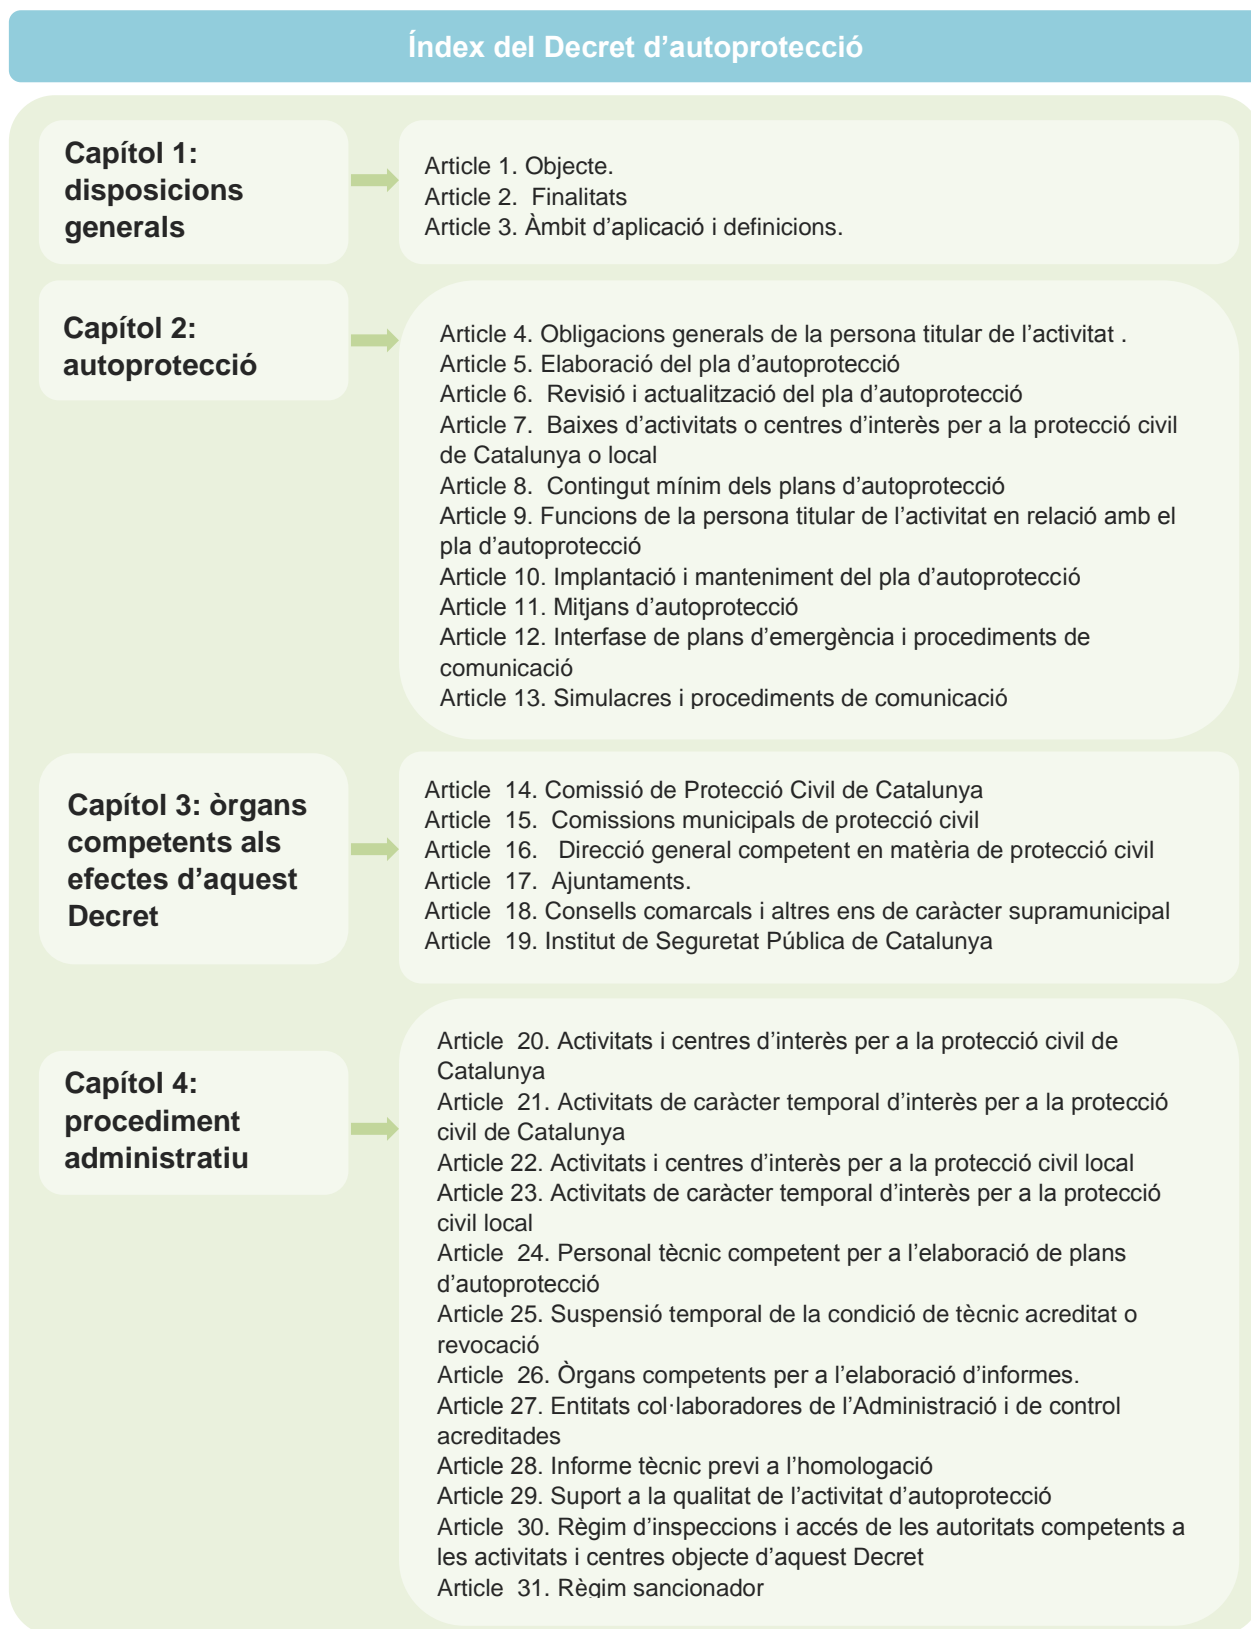 Índex del Decret d’autoprotecció
Capítol 1:
disposicions
generals
Article 1. Objecte.
Article 2. Finalitats
Article 3. Àmbit d’aplicació i definicions.
Capítol 2:
autoprotecció
Article 4. Obligacions generals de la persona titular de l’activitat .
Article 5. Elaboració del pla d’autoprotecció
Article 6. Revisió i actualització del pla d’autoprotecció
Article 7. Baixes d’activitats o centres d’interès per a la protecció civil
de Catalunya o local
Article 8. Contingut mínim dels plans d’autoprotecció
Article 9. Funcions de la persona titular de l’activitat en relació amb el
pla d’autoprotecció
Article 10. Implantació i manteniment del pla d’autoprotecció
Article 11. Mitjans d’autoprotecció
Article 12. Interfase de plans d’emergència i procediments de
comunicació
Article 13. Simulacres i procediments de comunicació
Capítol 3: òrgans
competents als
efectes d’aquest
Decret
Article 14. Comissió de Protecció Civil de Catalunya
Article 15. Comissions municipals de protecció civil
Article 16. Direcció general competent en matèria de protecció civil
Article 17. Ajuntaments.
Article 18. Consells comarcals i altres ens de caràcter supramunicipal
Article 19. Institut de Seguretat Pública de Catalunya
Capítol 4:
procediment
administratiu
Article 20. Activitats i centres d’interès per a la protecció civil de
Catalunya
Article 21. Activitats de caràcter temporal d’interès per a la protecció
civil de Catalunya
Article 22. Activitats i centres d’interès per a la protecció civil local
Article 23. Activitats de caràcter temporal d’interès per a la protecció
civil local
Article 24. Personal tècnic competent per a l’elaboració de plans
d’autoprotecció
Article 25. Suspensió temporal de la condició de tècnic acreditat o
revocació
Article 26. Òrgans competents per a l’elaboració d’informes.
Article 27. Entitats col·laboradores de l’Administració i de control
acreditades
Article 28. Informe tècnic previ a l’homologació
Article 29. Suport a la qualitat de l’activitat d’autoprotecció
Article 30. Règim d’inspeccions i accés de les autoritats competents a
les activitats i centres objecte d’aquest Decret
Article 31. Règim sancionador